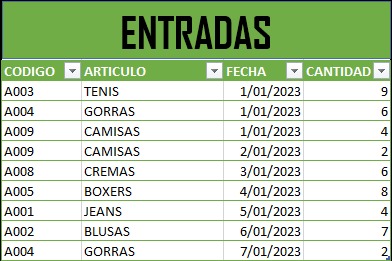 ENTRADAS
CODIGO ARTICULO FECHA CANTIDAD
A003 TENIS 1/01/2023 9
A004 GORRAS 1/01/2023 6
A009 CAMISAS 1/01/2023 4
A009 CAMISAS 2/01/2023 2
A008 CREMAS 3/01/2023 6
A005 BOXERS 4/01/2023 8
A001 JEANS 5/01/2023 4
A002 BLUSAS 6/01/2023 7
A004 GORRAS 7/01/2023 2